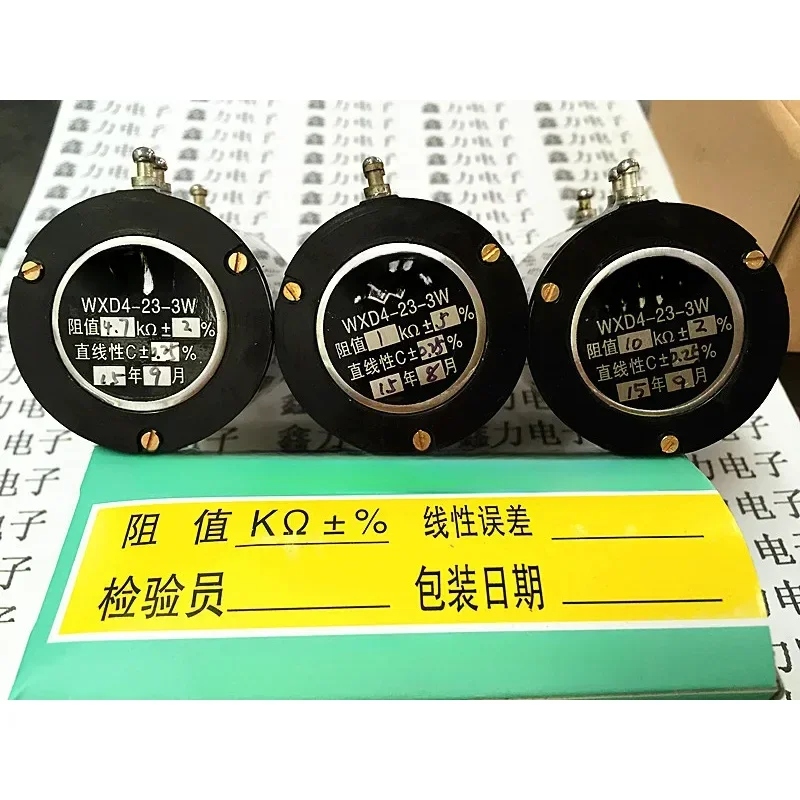 WXD4-23-3W
阻值4.7kΩ±2%
直线性C±0.25%
15年9月
WXD4-23-3W
阻值1kΩ±5%
直线性C±0.25%
15年8月
WXD4-23-3W
阻值10kΩ±2%
直线性C±0.25%
15年9月
阻 值 KΩ±% 线性误差
检验员 包装日期
鑫力电子